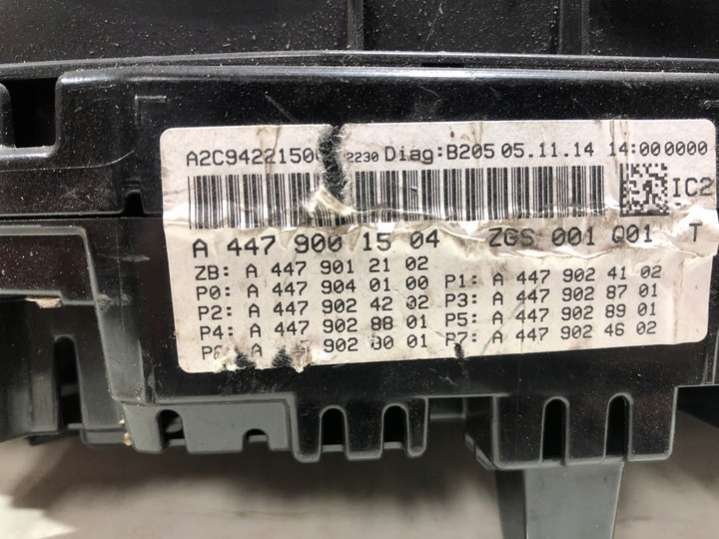 A2C94221500 2230 Diag:B205 05.11.14 14:00 0000
IC2
A 447 900 15 04 ZGS 001 Q01 T
ZB: A 447 901 21 02
P0: A 447 904 01 00 P1: A 447 902 41 02
P2: A 447 902 42 02 P3: A 447 902 87 01
P4: A 447 902 88 01 P5: A 447 902 89 01
A 902 01 P7: A 447 902 46 02